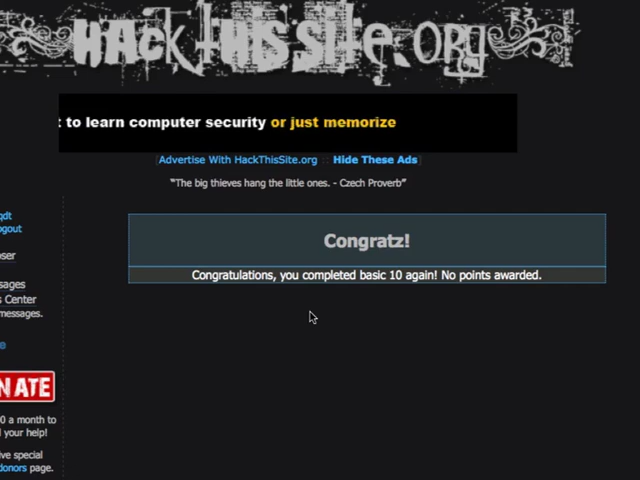 HackThisSite.org
t to learn computer security or just memorize
Advertise With HackThisSite.org :: Hide These Ads
"The big thieves hang the little ones. - Czech Proverb"
qdt
ogout
Congratz!
Congratulations, you completed basic 10 again! No points awarded.
oser
sages
s Center
messages.
e
NATE
0 a month to
l your help!
ive special
donors page.